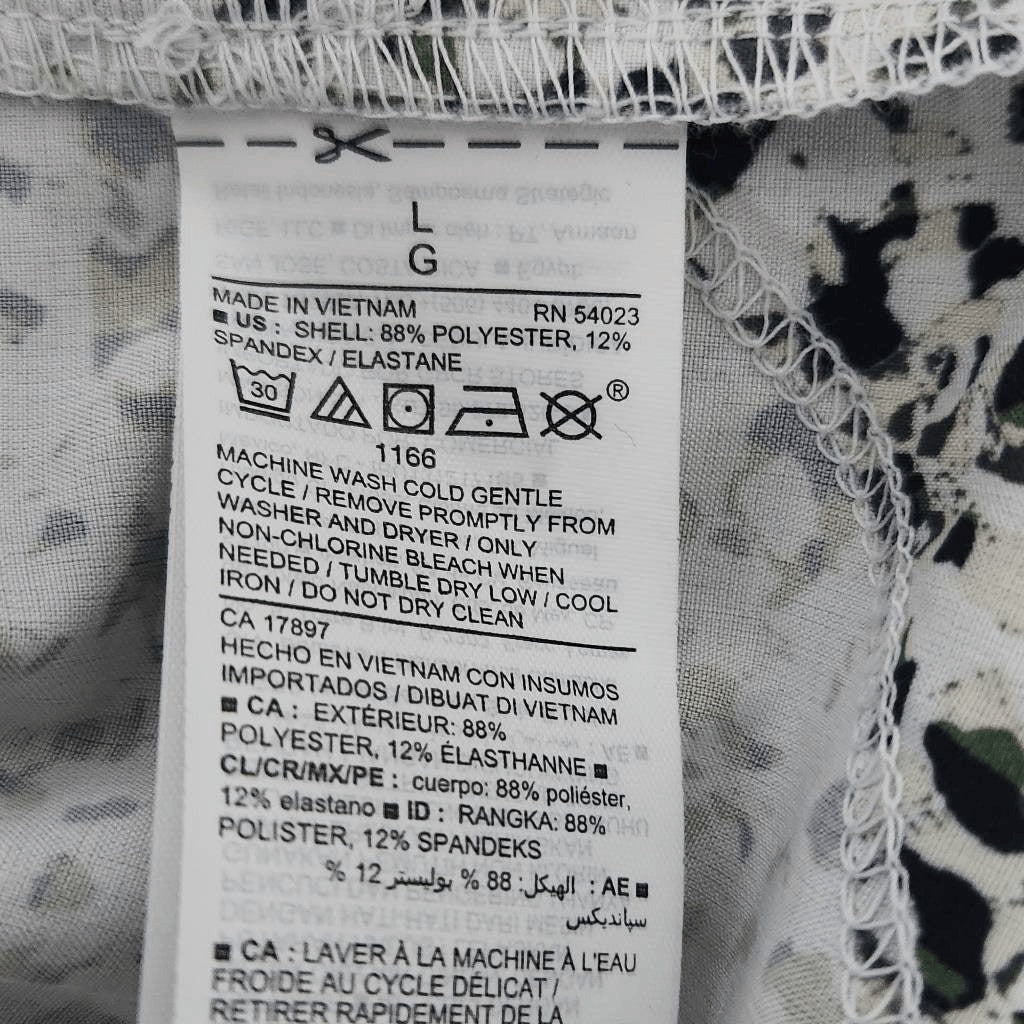 L
G
MADE IN VIETNAM RN 54023
■ US : SHELL: 88% POLYESTER, 12%
SPANDEX / ELASTANE
30
®
1166
MACHINE WASH COLD GENTLE
CYCLE / REMOVE PROMPTLY FROM
WASHER AND DRYER / ONLY
NON-CHLORINE BLEACH WHEN
NEEDED / TUMBLE DRY LOW / COOL
IRON / DO NOT DRY CLEAN
CA 17897
HECHO EN VIETNAM CON INSUMOS
IMPORTADOS / DIBUAT DI VIETNAM
■ CA : EXTÉRIEUR: 88%
POLYESTER, 12% ÉLASTHANNE ■
CL/CR/MX/PE : cuerpo: 88% poliéster,
12% elastano ■ ID : RANGKA: 88%
POLISTER, 12% SPANDEKS
■ AE : الهيكل: 88 % بوليستر 12 %
سپانديكس
■ CA : LAVER À LA MACHINE À L'EAU
FROIDE AU CYCLE DÉLICAT /
RETIRER RAPIDEMENT DE LA